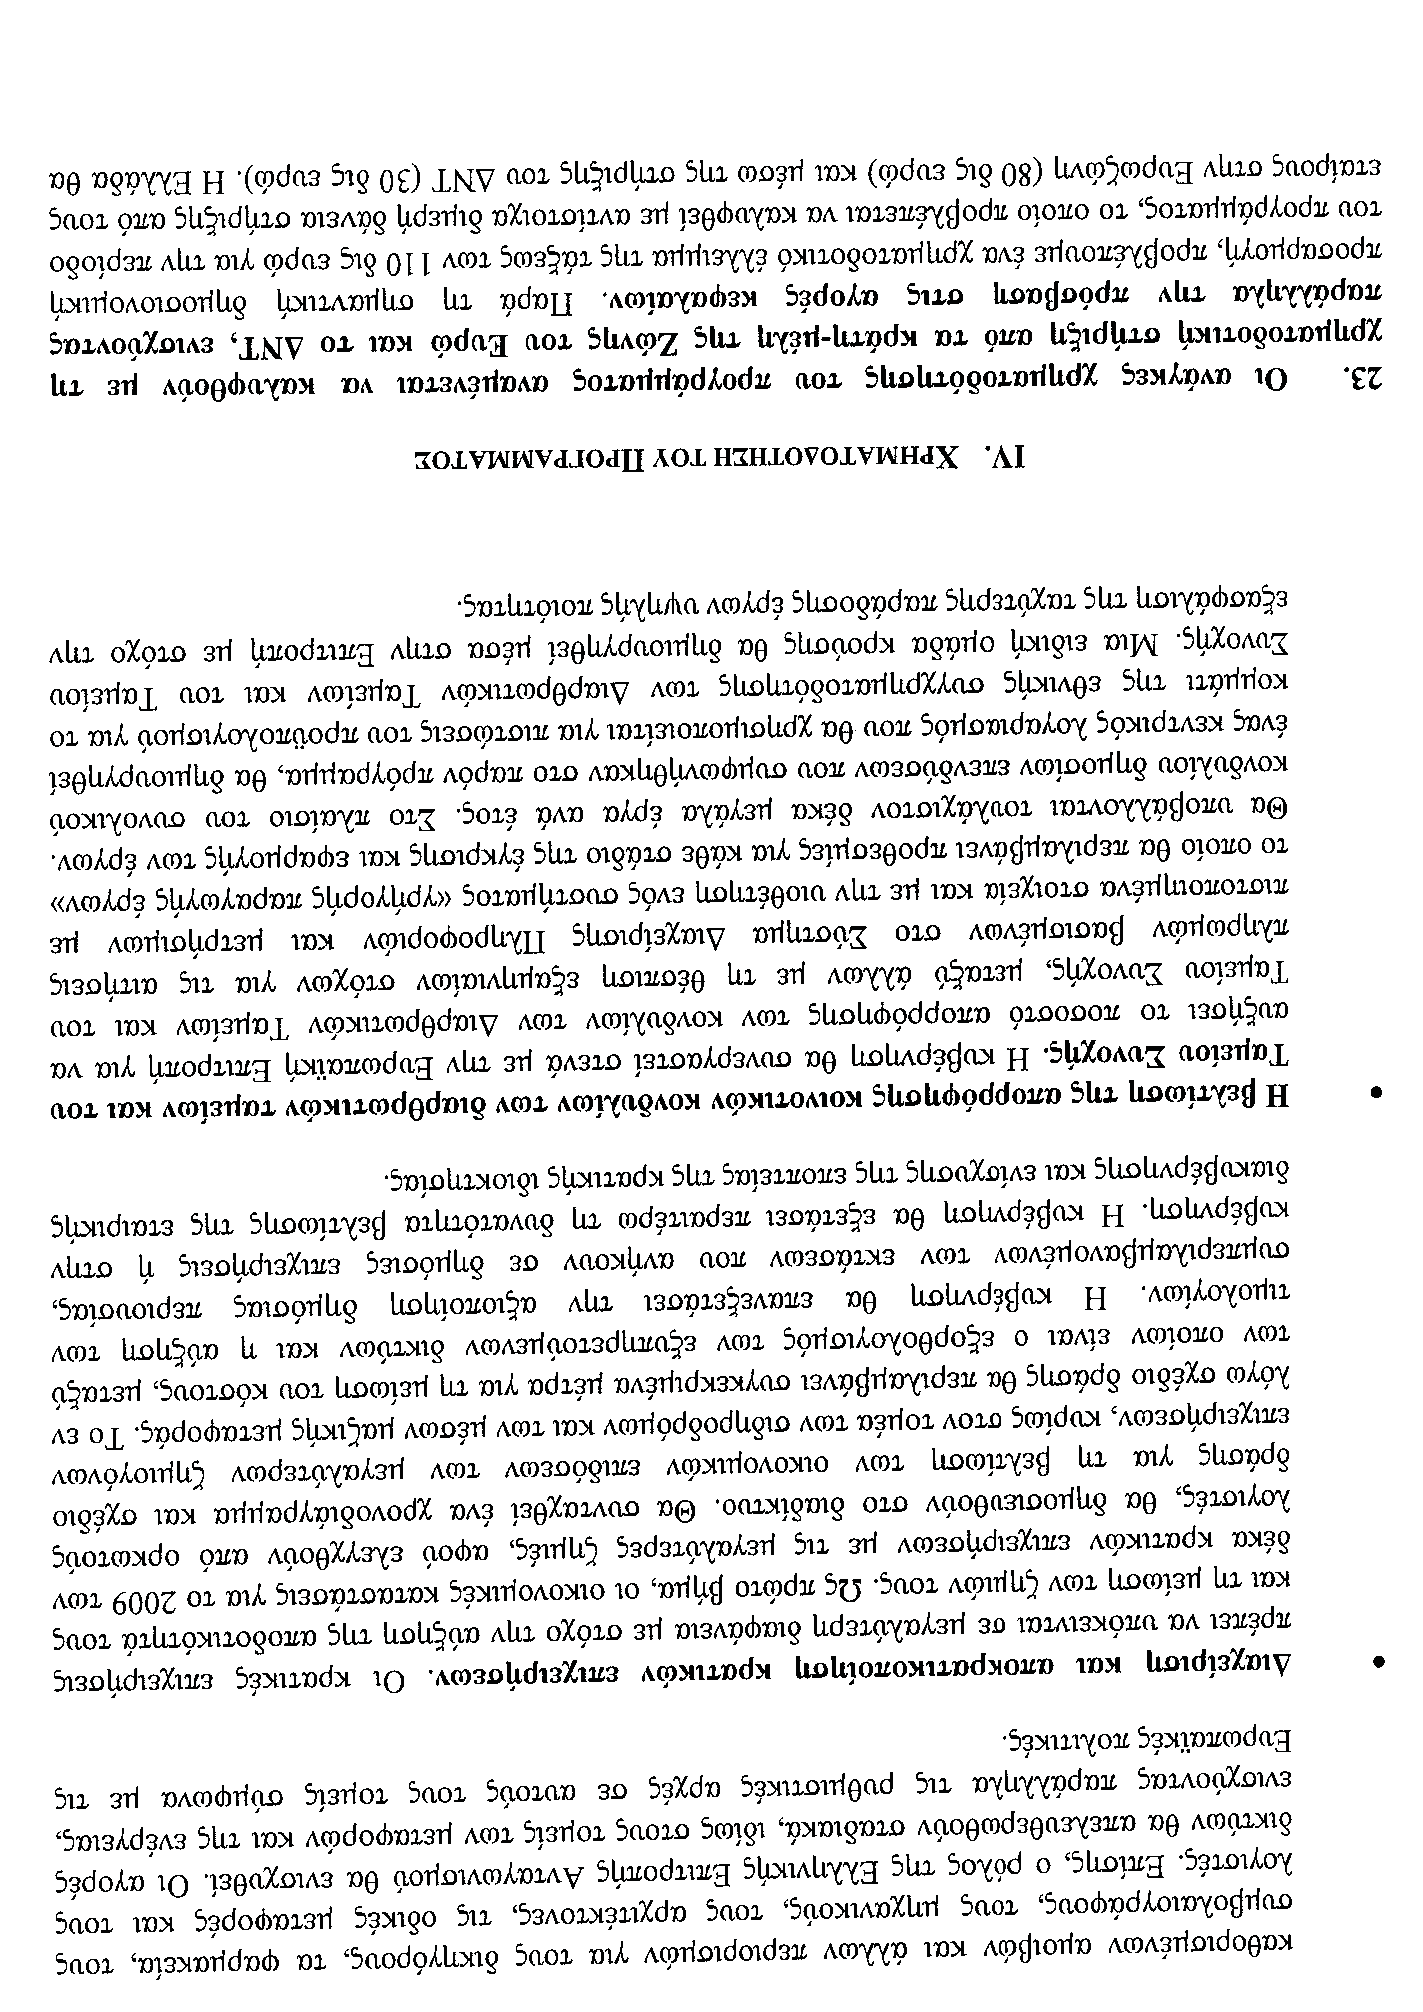 καθορισμένων αμοιβών και άλλων περιορισμών για τους δικηγόρους, τα φαρμακεία, τους
συμβολαιογράφους, τους μηχανικούς, τους αρχιτέκτονες, τις οδικές μεταφορές και τους
λογιστές. Επίσης, ο ρόλος της Ελληνικής Επιτροπής Ανταγωνισμού θα ενισχυθεί. Οι αγορές
δικτύων θα απελευθερωθούν σταδιακά, ιδίως στους τομείς των μεταφορών και της ενέργειας,
ενισχύοντας παράλληλα τις ρυθμιστικές αρχές σε αυτούς τους τομείς σύμφωνα με τις
Ευρωπαϊκές πολιτικές.
• Διαχείριση και αποκρατικοποίηση κρατικών επιχειρήσεων. Οι κρατικές επιχειρήσεις
πρέπει να υπόκεινται σε μεγαλύτερη διαφάνεια με στόχο την αύξηση της αποδοτικότητά τους
και τη μείωση των ζημιών τους. Ως πρώτο βήμα, οι οικονομικές καταστάσεις για το 2009 των
δέκα κρατικών επιχειρήσεων με τις μεγαλύτερες ζημιές, αφού ελεγχθούν από ορκωτούς
λογιστές, θα δημοσιευθούν στο διαδίκτυο. Θα συνταχθεί ένα χρονοδιάγραμμα και σχέδιο
δράσης για τη βελτίωση των οικονομικών επιδόσεων των μεγαλύτερων ζημιογόνων
επιχειρήσεων, κυρίως στον τομέα των σιδηροδρόμων και των μέσων μαζικής μεταφοράς. Το εν
λόγω σχέδιο δράσης θα περιλαμβάνει συγκεκριμένα μέτρα για τη μείωση του κόστους, μεταξύ
των οποίων είναι ο εξορθολογισμός των εξυπηρετούμενων δικτύων και η αύξηση των
τιμολογίων. Η κυβέρνηση θα επανεξετάσει την αξιοποίηση δημόσιας περιουσίας,
συμπεριλαμβανομένων των εκτάσεων που ανήκουν σε δημόσιες επιχειρήσεις ή στην
κυβέρνηση. Η κυβέρνηση θα εξετάσει περαιτέρω τη δυνατότητα βελτίωσης της εταιρικής
διακυβέρνησης και ενίσχυσης της εποπτείας της κρατικής ιδιοκτησίας.
• Η βελτίωση της απορρόφησης κοινοτικών κονδυλίων των διαρθρωτικών ταμείων και του
Ταμείου Συνοχής. Η κυβέρνηση θα συνεργαστεί στενά με την Ευρωπαϊκή Επιτροπή για να
αυξήσει το ποσοστό απορρόφησης των κονδυλίων των Διαρθρωτικών Ταμείων και του
Ταμείου Συνοχής, μεταξύ άλλων με τη θέσπιση εξαμηνιαίων στόχων για τις αιτήσεις
πληρωμών βασισμένων στο Σύστημα Διαχείρισης Πληροφοριών και μετρήσιμων με
πιστοποιημένα στοιχεία και με την υιοθέτηση ενός συστήματος «γρήγορής παραγωγής έργων»
το οποίο θα περιλαμβάνει προθεσμίες για κάθε στάδιο της έγκρισης και εφαρμογής των έργων.
Θα υποβάλλονται τουλάχιστον δέκα μεγάλα έργα ανά έτος. Στο πλαίσιο του συνολικού
κονδυλίου δημοσίων επενδύσεων που συμφωνήθηκαν στο παρόν πρόγραμμα, θα δημιουργηθεί
ένας κεντρικός λογαριασμός που θα χρησιμοποιείται για πιστώσεις του προϋπολογισμού για το
κομμάτι της εθνικής συγχρηματοδότησης των Διαρθρωτικών Ταμείων και του Ταμείου
Συνοχής. Μια ειδική ομάδα κρούσης θα δημιουργηθεί μέσα στην Επιτροπή με στόχο την
εξασφάλιση της ταχύτερης παράδοσης έργων υψηλής ποιότητας.
IV. ΧΡΗΜΑΤΟΔΟΤΗΣΗ ΤΟΥ ΠΡΟΓΡΑΜΜΑΤΟΣ
23. Οι ανάγκες χρηματοδότησης του προγράμματος αναμένεται να καλυφθούν με τη
χρηματοδοτική στήριξη από τα κράτη-μέλη της Ζώνης του Ευρώ και το ΔΝΤ, ενισχύοντας
παράλληλα την πρόσβαση στις αγορές κεφαλαίων. Παρά τη σημαντική δημοσιονομική
προσαρμογή, προβλέπουμε ένα χρηματοδοτικό έλλειμμα της τάξεως των 110 δις ευρώ για την περίοδο
του προγράμματος, το οποίο προβλέπεται να καλυφθεί με αντίστοιχα διμερή δάνεια στήριξης από τους
εταίρους στην Ευρωζώνη (80 δις ευρώ) και μέσω της στήριξης του ΔΝΤ (30 δις ευρώ). Η Ελλάδα θα